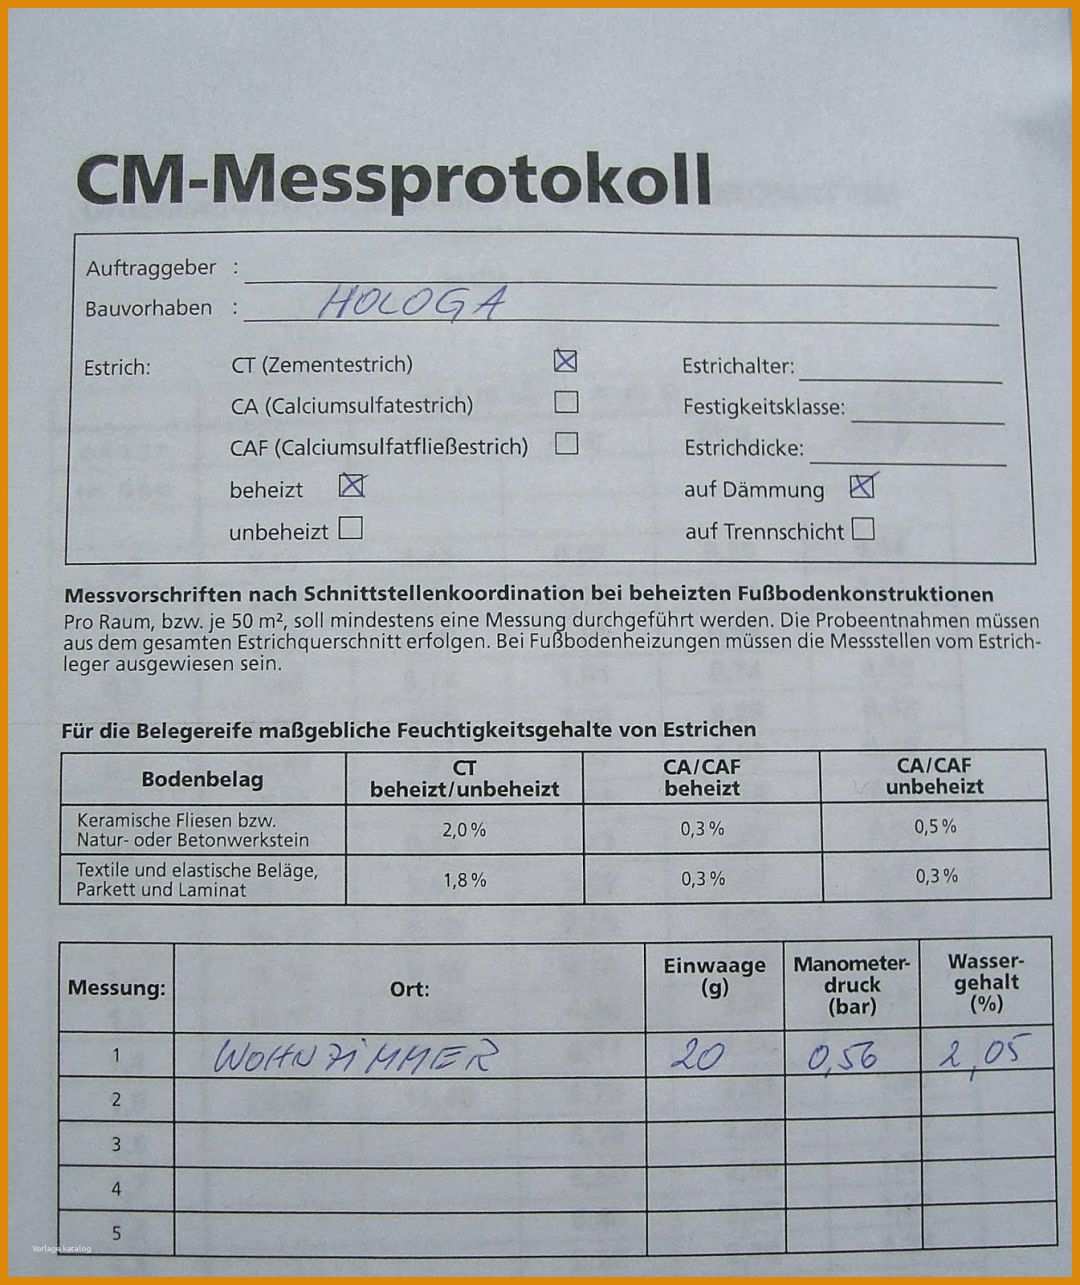 CM-Messprotokoll
Auftraggeber :
Bauvorhaben : HOLOGA
Estrich: CT (Zementestrich) Estrichalter:
CA (Calciumsulfatestrich) Festigkeitsklasse:
CAF (Calciumsulfatfließestrich) Estrichdicke:
beheizt auf Dämmung
unbeheizt auf Trennschicht
Messvorschriften nach Schnittstellenkoordination bei beheizten Fußbodenkonstruktionen
Pro Raum, bzw. je 50 m², soll mindestens eine Messung durchgeführt werden. Die Probeentnahmen müssen
aus dem gesamten Estrichquerschnitt erfolgen. Bei Fußbodenheizungen müssen die Messstellen vom Estrich-
leger ausgewiesen sein.
Für die Belegereife maßgebliche Feuchtigkeitsgehalte von Estrichen
Bodenbelag
CT
beheizt/unbeheizt
CA/CAF
beheizt
CA/CAF
unbeheizt
Keramische Fliesen bzw.
Natur- oder Betonwerkstein
2,0 % 0,3 % 0,5 %
Textile und elastische Beläge,
Parkett und Laminat
1,8 % 0,3 % 0,3 %
Messung:
Ort:
Einwaage
(g)
Manometer-
druck
(bar)
Wasser-
gehalt
(%)
1 WOHNZIMMER 20 0,56 2,05
2
3
4
5
Vorlage katalog